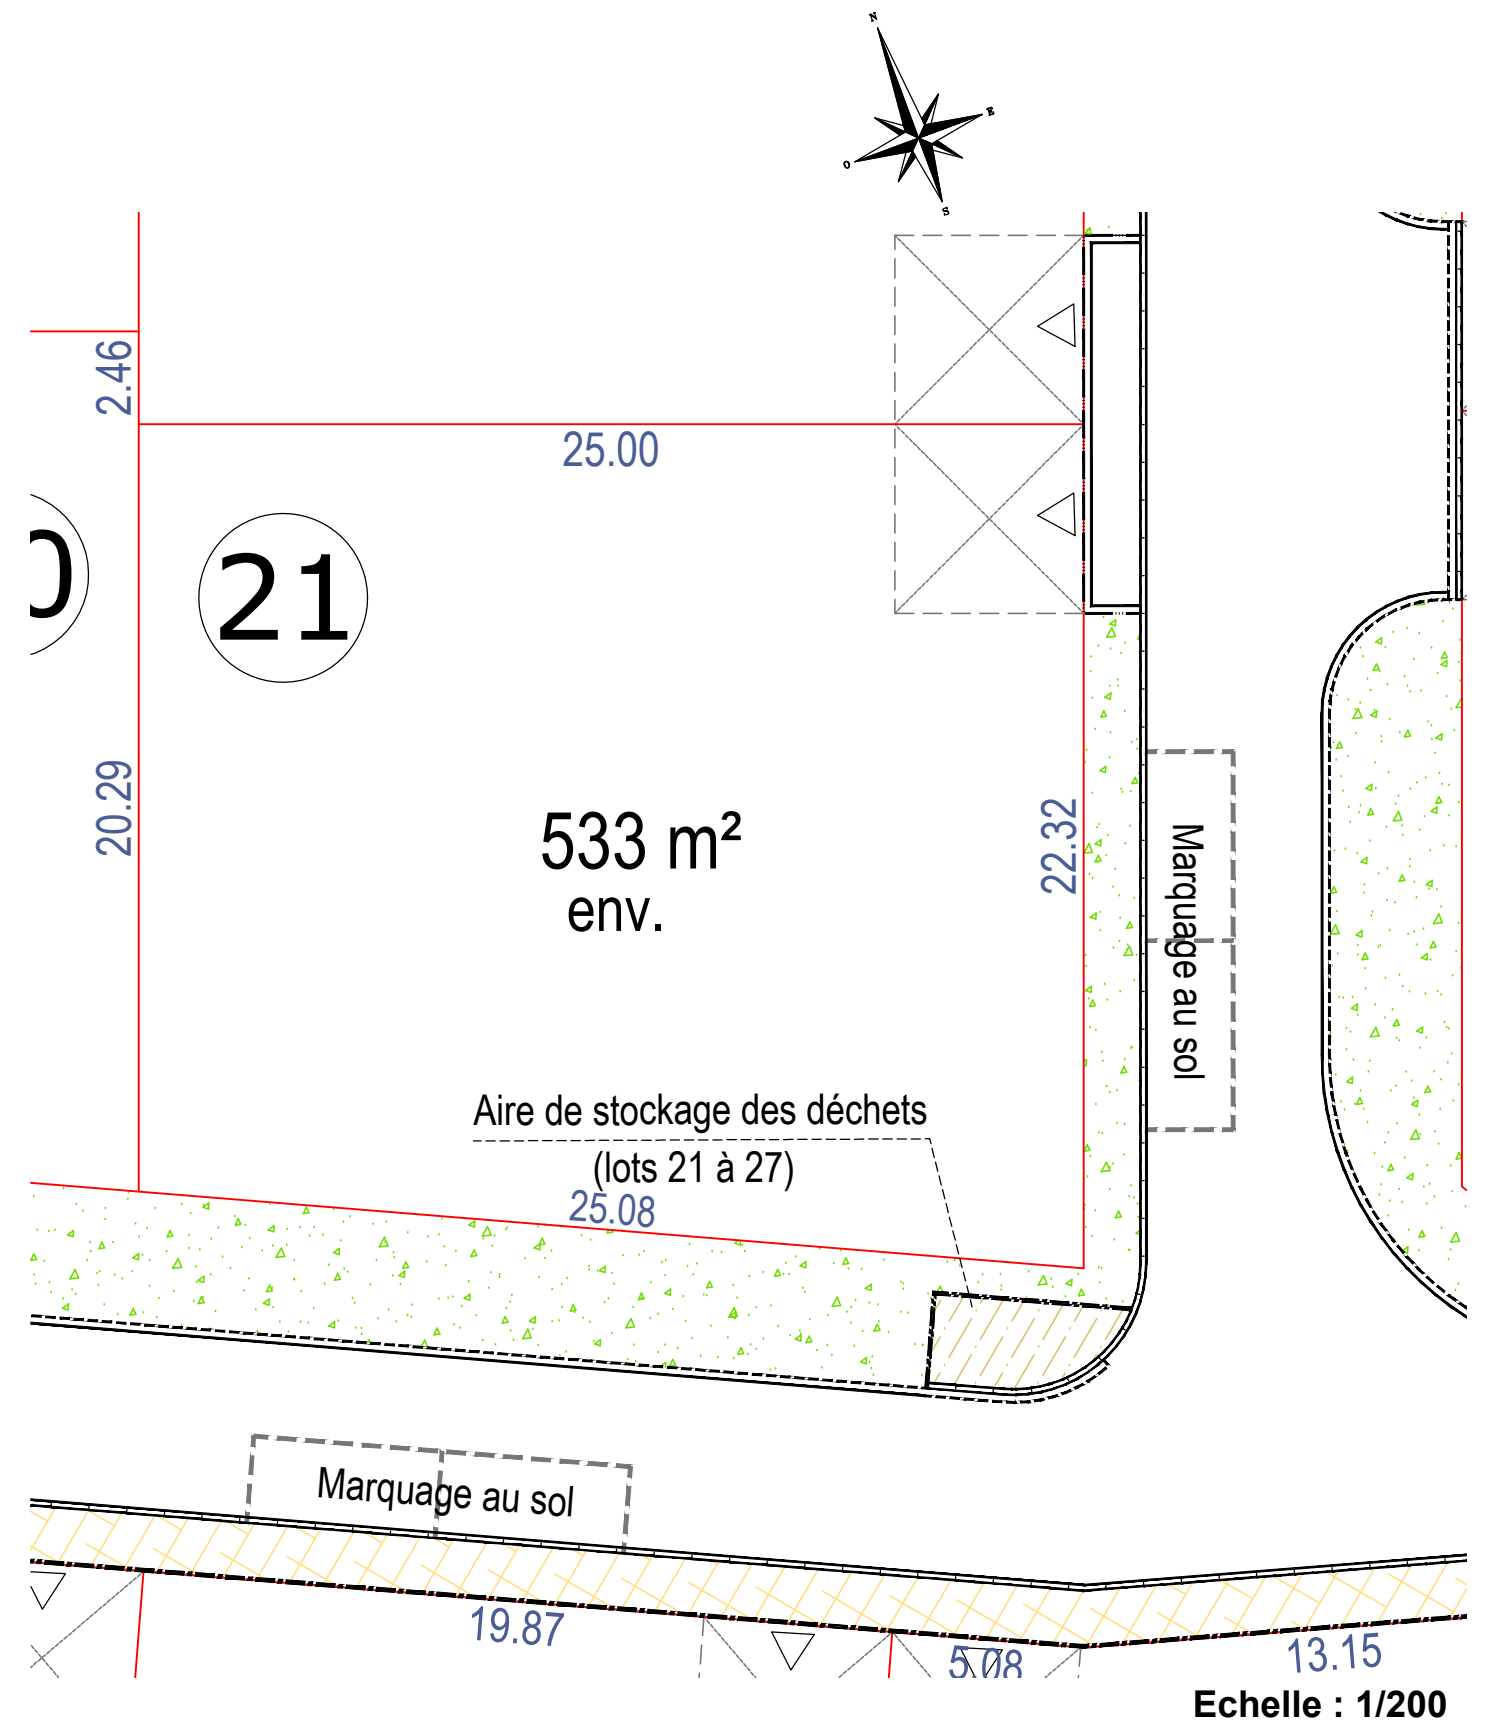 N
E
O
S
2.46
25.00
21
20.29
533 m²
env.
22.32
Marquage au sol
Aire de stockage des déchets
(lots 21 à 27)
25.08
Marquage au sol
19.87
5.08
13.15
Echelle : 1/200